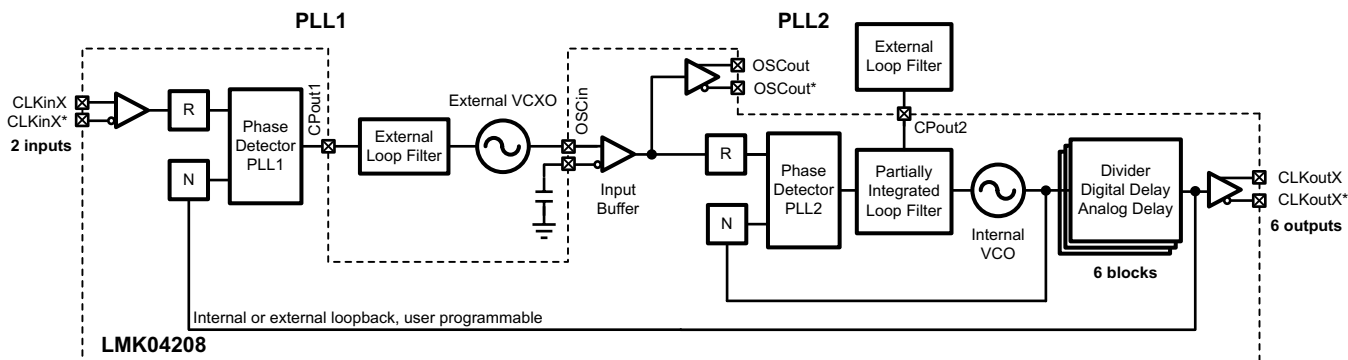 PLL1
PLL2
CLKinX
CLKinX*
2 inputs
R
N
Phase
Detector
PLL1
CPout1
External
Loop Filter
External VCXO
OSCin
Input
Buffer
OSCout
OSCout*
External
Loop Filter
CPout2
R
N
Phase
Detector
PLL2
Partially
Integrated
Loop Filter
Internal
VCO
Divider
Digital Delay
Analog Delay
6 blocks
CLKoutX
CLKoutX*
6 outputs
Internal or external loopback, user programmable
LMK04208